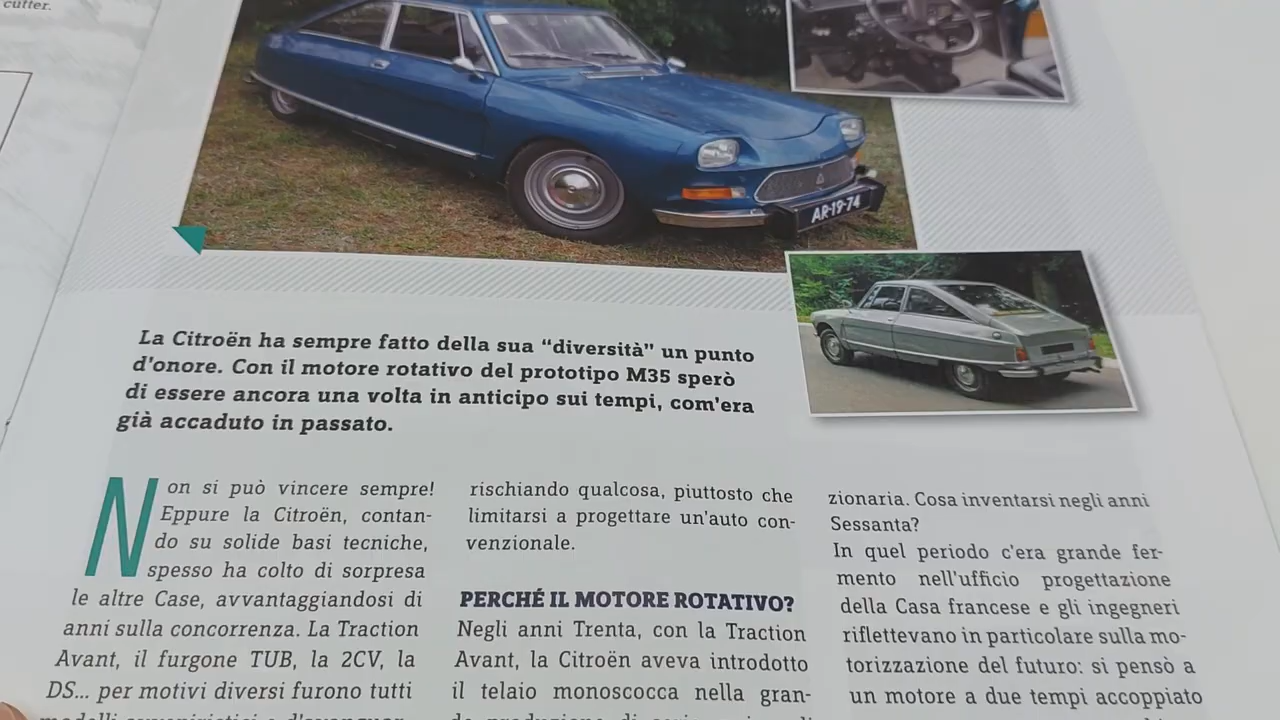 cutter.
AR-19-74
La Citroën ha sempre fatto della sua “diversità” un punto
d'onore. Con il motore rotativo del prototipo M35 sperò
di essere ancora una volta in anticipo sui tempi, com'era
già accaduto in passato.
Non si può vincere sempre!
Eppure la Citroën, contan-
do su solide basi tecniche,
spesso ha colto di sorpresa
le altre Case, avvantaggiandosi di
anni sulla concorrenza. La Traction
Avant, il furgone TUB, la 2CV, la
DS... per motivi diversi furono tutti
rischiando qualcosa, piuttosto che
limitarsi a progettare un'auto con-
venzionale.
PERCHÉ IL MOTORE ROTATIVO?
Negli anni Trenta, con la Traction
Avant, la Citroën aveva introdotto
il telaio monoscocca nella gran-
zionaria. Cosa inventarsi negli anni
Sessanta?
In quel periodo c'era grande fer-
mento nell'ufficio progettazione
della Casa francese e gli ingegneri
riflettevano in particolare sulla mo-
torizzazione del futuro: si pensò a
un motore a due tempi accoppiato